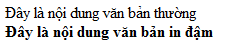 Đây là nội dung văn bản thường
Đây là nội dung văn bản in đậm